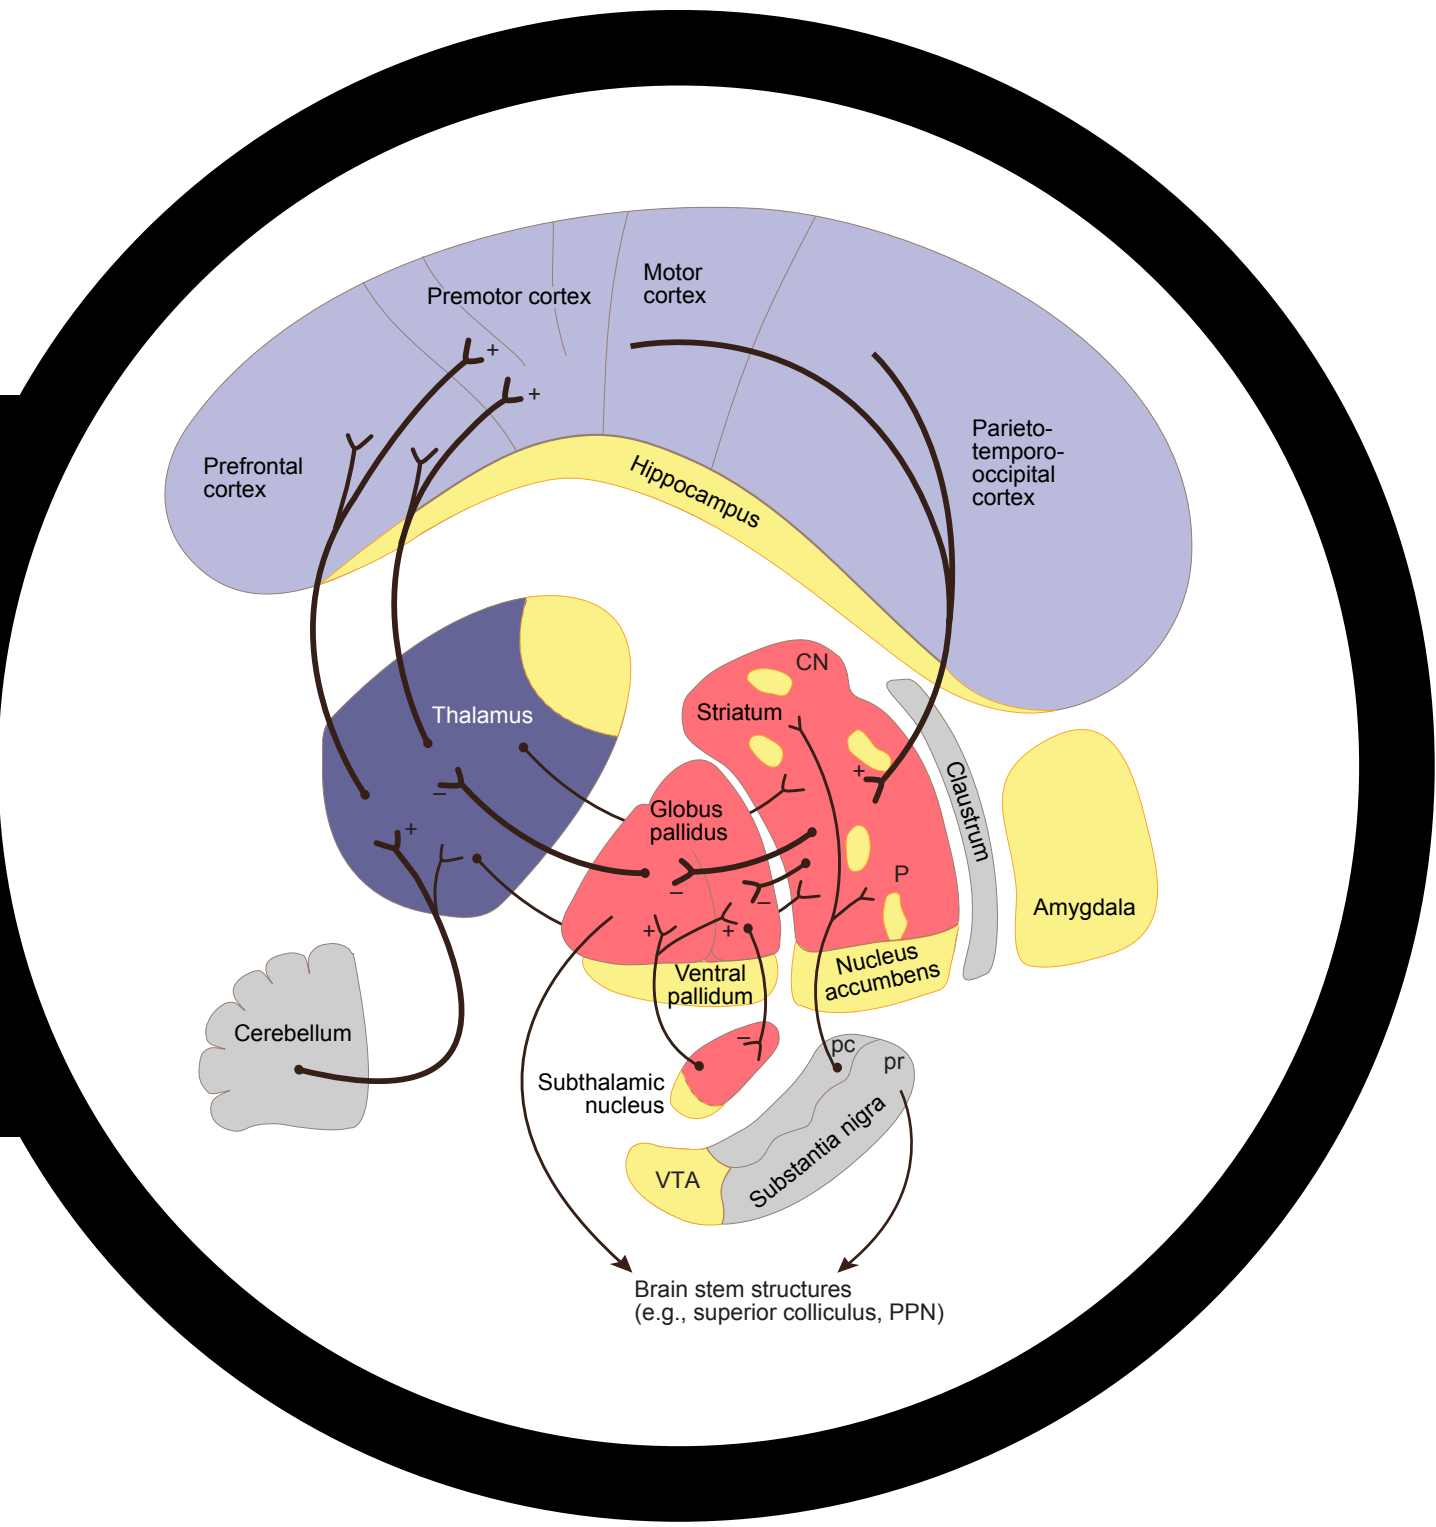 Motor
cortex
Premotor cortex
+
+
Parieto-
temporo-
occipital
cortex
Prefrontal
cortex
Hippocampus
CN
Striatum
Thalamus
+
Claustrum
–
Globus
pallidus
+
P
–
–
Amygdala
+
+
Nucleus
accumbens
Ventral
pallidum
Cerebellum
–
pc
pr
Subthalamic
nucleus
Substantia nigra
VTA
Brain stem structures
(e.g., superior colliculus, PPN)